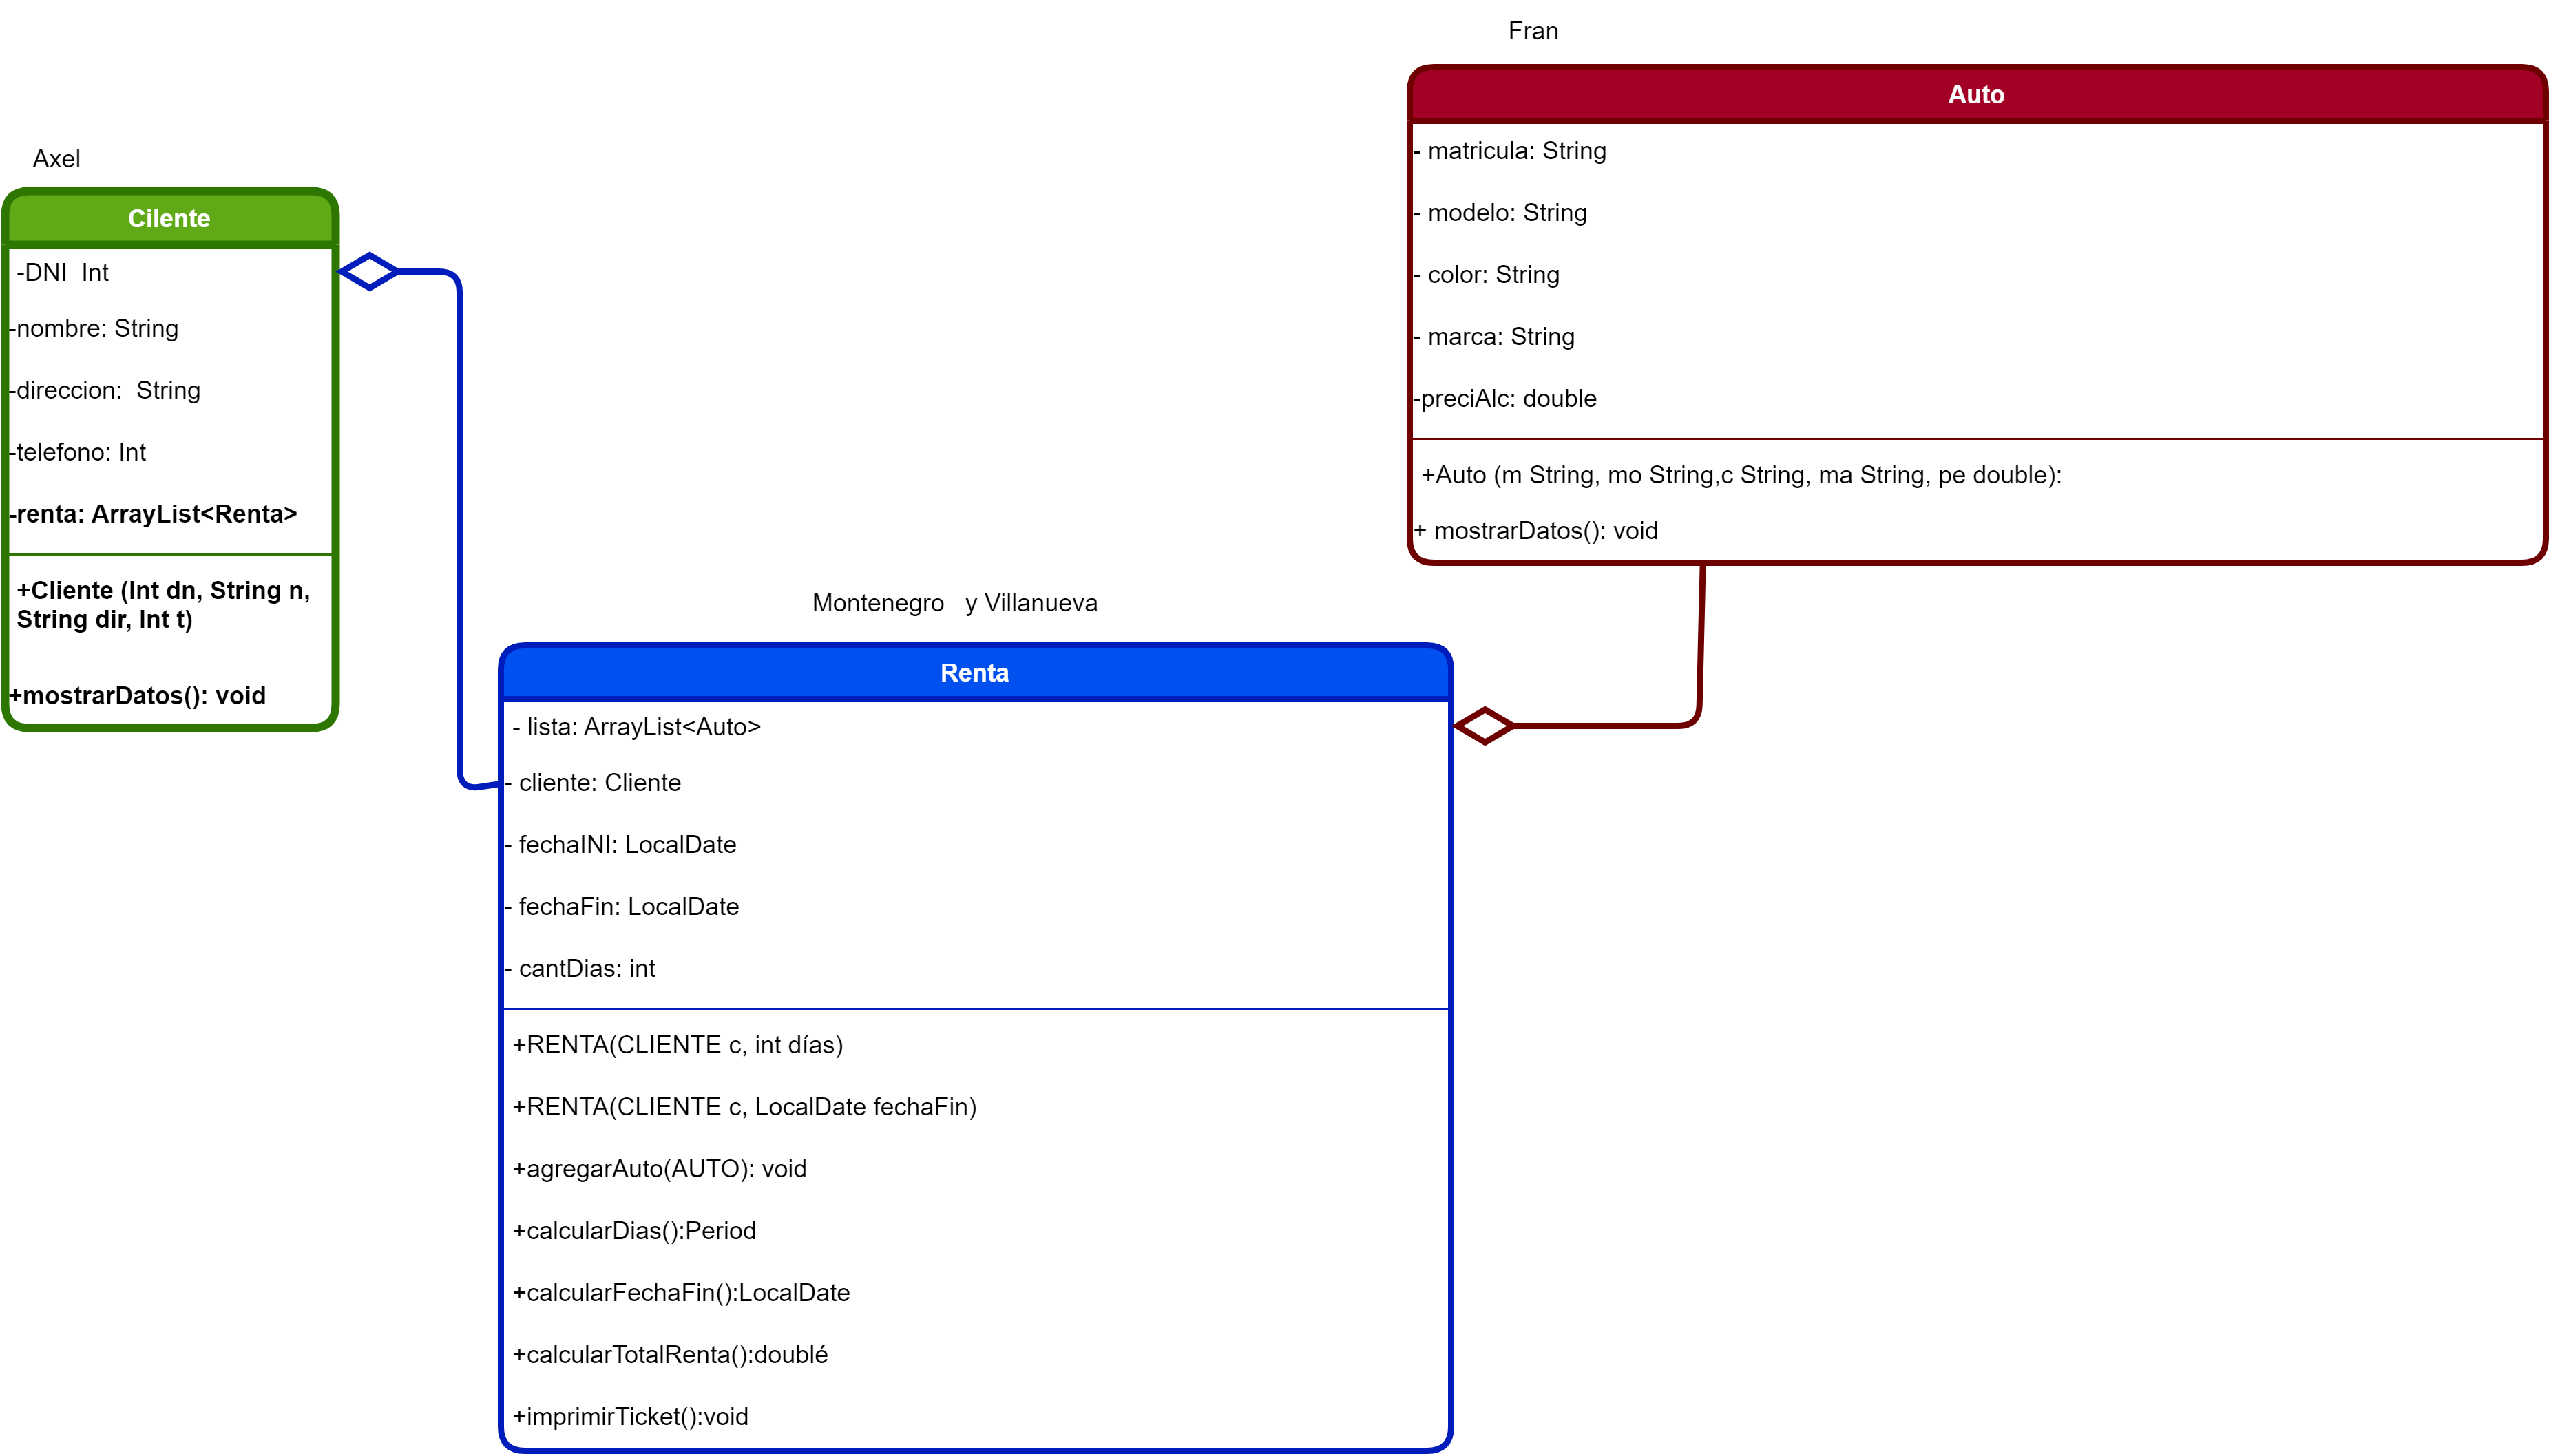 Fran
Auto
- matricula: String
- modelo: String
- color: String
- marca: String
-preciAlc: double
+Auto (m String, mo String,c String, ma String, pe double):
+ mostrarDatos(): void
Axel
Cilente
-DNI  Int
-nombre: String
-direccion:  String
-telefono: Int
-renta: ArrayList<Renta>
+Cliente (Int dn, String n,
String dir, Int t)
+mostrarDatos(): void
Montenegro   y Villanueva
Renta
- lista: ArrayList<Auto>
- cliente: Cliente
- fechaINI: LocalDate
- fechaFin: LocalDate
- cantDias: int
+RENTA(CLIENTE c, int días)
+RENTA(CLIENTE c, LocalDate fechaFin)
+agregarAuto(AUTO): void
+calcularDias():Period
+calcularFechaFin():LocalDate
+calcularTotalRenta():doublé
+imprimirTicket():void